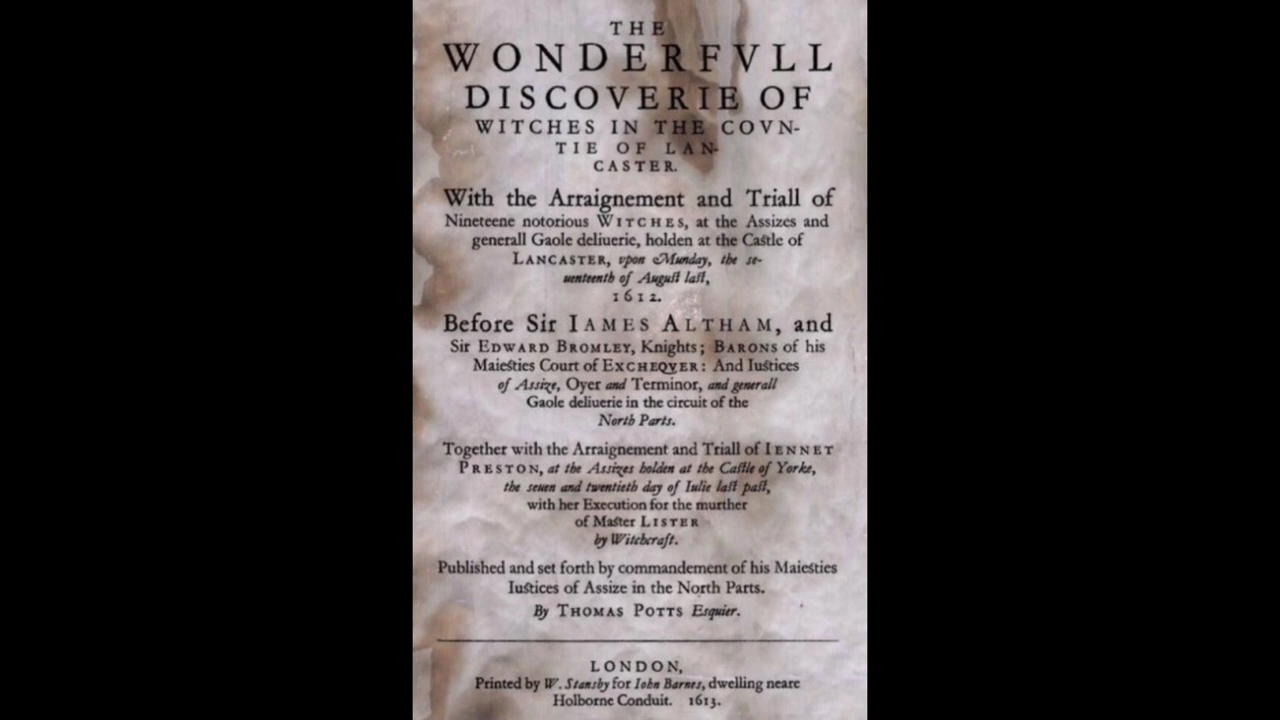 THE
WONDERFVLL
DISCOVERIE OF
WITCHES IN THE COVN-
TIE OF LAN-
CASTER.
With the Arraignement and Triall of
Nineteene notorious WITCHES, at the Assizes and
generall Gaole deliuerie, holden at the Castle of
LANCASTER, vpon Munday, the se-
uenteenth of August last,
1612.
Before Sir IAMES ALTHAM, and
Sir EDWARD BROMLEY, Knights; BARONS of his
Maiesties Court of EXCHEQVER: And Iustices
of Assize, Oyer and Terminor, and generall
Gaole deliuerie in the circuit of the
North Parts.
Together with the Arraignement and Triall of IENNET
PRESTON, at the Assizes holden at the Castle of Yorke,
the seuen and twentieth day of Iulie last past,
with her Execution for the murther
of Master LISTER
by Witchcraft.
Published and set forth by commandement of his Maiesties
Iustices of Assize in the North Parts.
By THOMAS POTTS Esquier.
LONDON,
Printed by W. Stansby for Iohn Barnes, dwelling neare
Holborne Conduit. 1613.